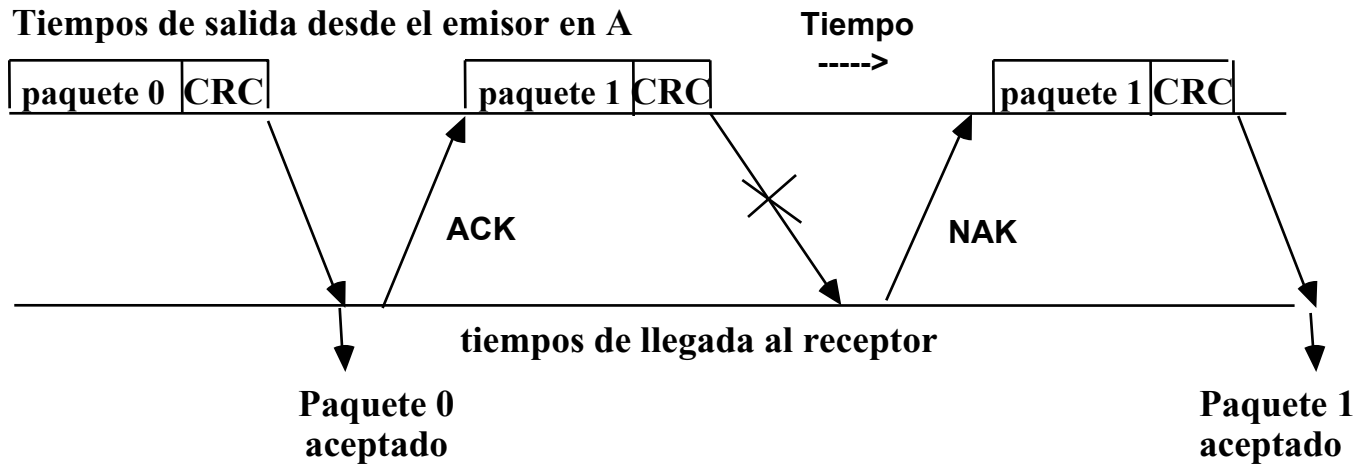 Tiempos de salida desde el emisor en A
Tiempo
----->
paquete 0 CRC
paquete 1 CRC
paquete 1 CRC
ACK
NAK
tiempos de llegada al receptor
Paquete 0
aceptado
Paquete 1
aceptado